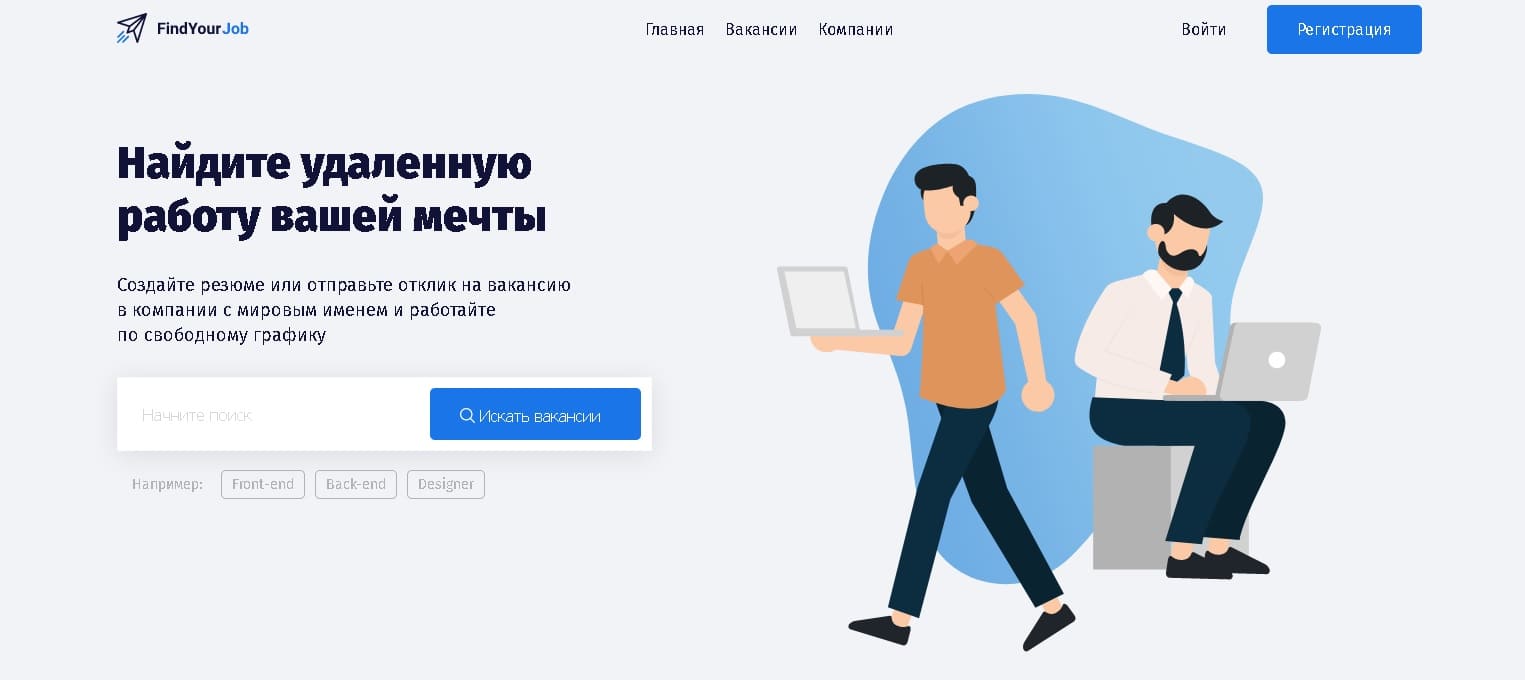 FindYourJob
Главная Вакансии Компании
Войти Регистрация
Найдите удаленную
работу вашей мечты
Создайте резюме или отправьте отклик на вакансию
в компании с мировым именем и работайте
по свободному графику
Начните поиск
Искать вакансии
Например: Front-end Back-end Designer